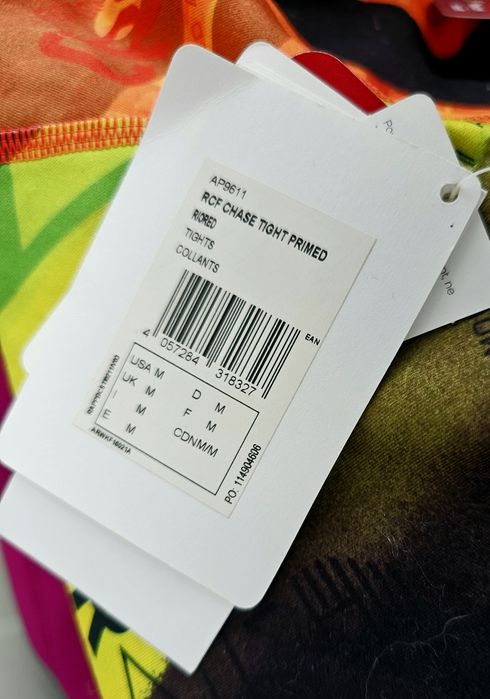 AP9611
RCF CHASE TIGHT PRIMED
RIORED
TIGHTS
COLLANTS
EAN
4 057284 318327
USA M D M
UK M F M
I M CDN M/M
E M
PO: 114904606